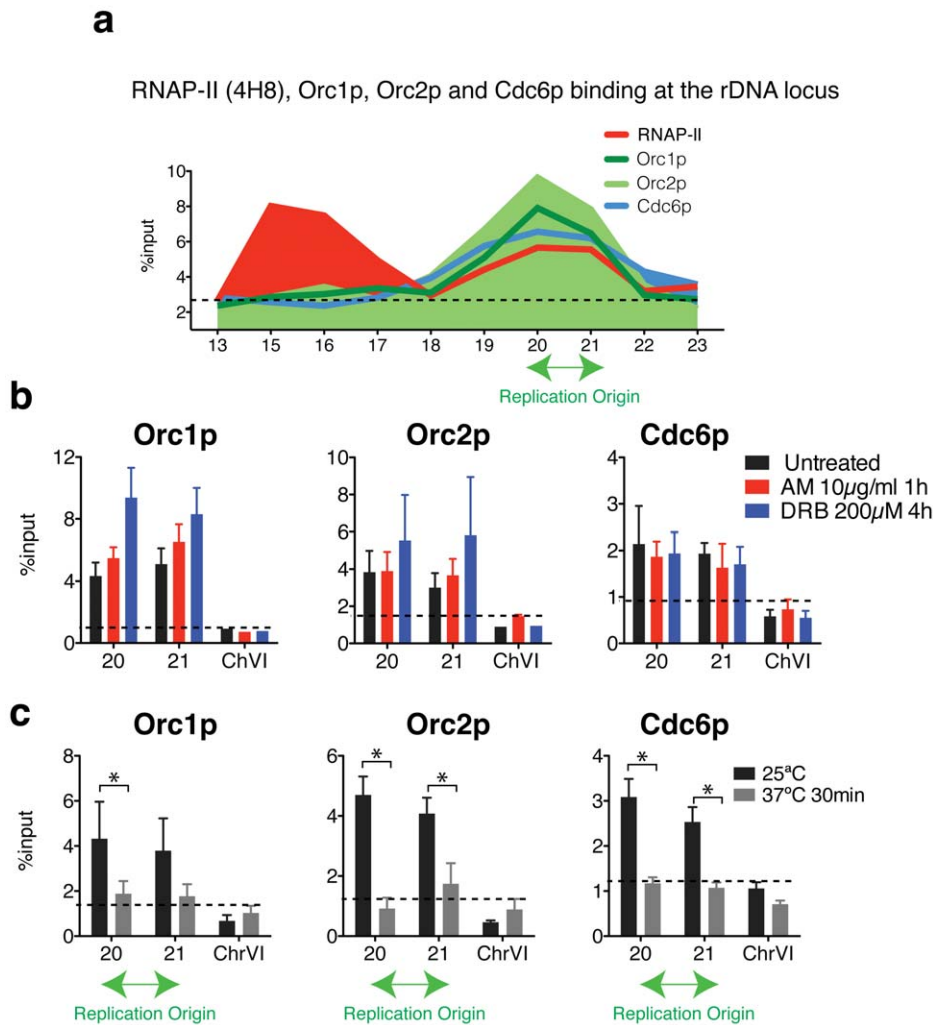 a
RNAP-II (4H8), Orc1p, Orc2p and Cdc6p binding at the rDNA locus
RNAP-II
Orc1p
Orc2p
Cdc6p
%input
10
8
6
4
2
13 15 16 17 18 19 20 21 22 23
Replication Origin
b
Orc1p Orc2p Cdc6p
Untreated
AM 10µg/ml 1h
DRB 200µM 4h
%input
12
8
4
0
20 21 ChVI
10
8
6
4
2
0
20 21 ChVI
4
3
2
1
0
20 21 ChVI
c
Orc1p Orc2p Cdc6p
25ªC
37ºC 30min
%input
8
6
4
2
0
*
20 21 ChrVI
Replication Origin
6
4
2
0
* *
20 21 ChrVI
Replication Origin
4
3
2
1
0
* *
20 21 ChrVI
Replication Origin